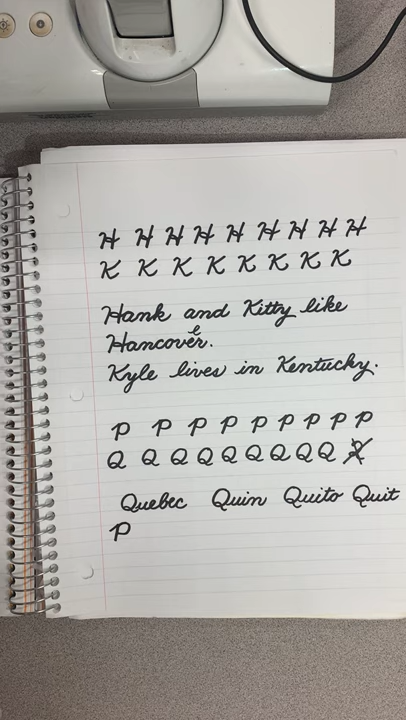 H H H H H H H H H
K K K K K K K K
Hank and Kitty like
Hancover.
e
Kyle lives in Kentucky.
P P P P P P P P P
Q Q Q Q Q Q Q Q
Quebec Quin Quito Quit
P